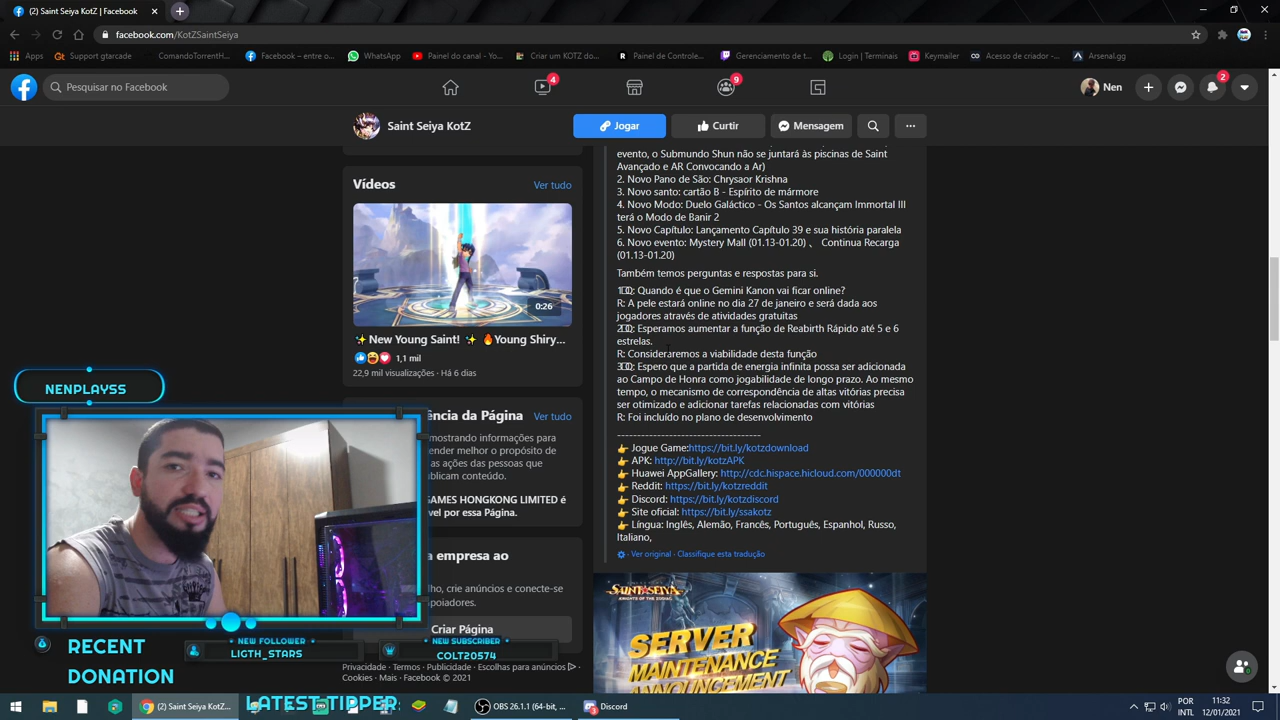 (2) Saint Seiya KotZ | Facebook
facebook.com/KotZSaintSeiya
Apps
Support gtarcade
ComandoTorrentH...
Facebook – entre o...
WhatsApp
Painel do canal - Yo...
Criar um KOTZ do...
Painel de Controle...
Gerenciamento de t...
Login | Terminais
Keymailer
Acesso de criador -...
Arsenal.gg
Pesquisar no Facebook
4
9
Nen
2
Saint Seiya KotZ
Jogar
Curtir
Mensagem
Vídeos
Ver tudo
0:26
New Young Saint!
Young Shiry...
1,1 mil
22,9 mil visualizações · Há 6 dias
ência da Página
Ver tudo
mostrando informações para
ender melhor o propósito de
as ações das pessoas que
ublicam conteúdo.
GAMES HONGKONG LIMITED é
vel por essa Página.
a empresa ao
lho, crie anúncios e conecte-se
poiadores.
Criar Página
Privacidade · Termos · Publicidade · Escolhas para anúncios
Cookies · Mais · Facebook © 2021
evento, o Submundo Shun não se juntará às piscinas de Saint
Avançado e AR Convocando a Ar)
2. Novo Pano de São: Chrysaor Krishna
3. Novo santo: cartão B - Espírito de mármore
4. Novo Modo: Duelo Galáctico - Os Santos alcançam Immortal III
terá o Modo de Banir 2
5. Novo Capítulo: Lançamento Capítulo 39 e sua história paralela
6. Novo evento: Mystery Mall (01.13-01.20) 、 Continua Recarga
(01.13-01.20)
Também temos perguntas e respostas para si.
Q: Quando é que o Gemini Kanon vai ficar online?
R: A pele estará online no dia 27 de janeiro e será dada aos
jogadores através de atividades gratuitas
Q: Esperamos aumentar a função de Reabirth Rápido até 5 e 6
estrelas.
R: Consideraremos a viabilidade desta função
Q: Espero que a partida de energia infinita possa ser adicionada
ao Campo de Honra como jogabilidade de longo prazo. Ao mesmo
tempo, o mecanismo de correspondência de altas vitórias precisa
ser otimizado e adicionar tarefas relacionadas com vitórias
R: Foi incluído no plano de desenvolvimento
------------------------------------
Jogue Game:https://bit.ly/kotzdownload
APK: http://bit.ly/kotzAPK
Huawei AppGallery: http://cdc.hispace.hicloud.com/000000dt
Reddit: https://bit.ly/kotzreddit
Discord: https://bit.ly/kotzdiscord
Site oficial: https://bit.ly/ssakotz
Língua: Inglês, Alemão, Francês, Português, Espanhol, Russo,
Italiano,
Ver original · Classifique esta tradução
SAINT SEIYA
KNIGHTS OF THE ZODIAC
SERVER
MAINTENANCE
ANNOUNCEMENT
NENPLAYSS
RECENT
DONATION
NEW FOLLOWER
LIGTH_STARS
NEW SUBSCRIBER
COLT20574
LATEST TIPPER:
(2) Saint Seiya KotZ...
OBS 26.1.1 (64-bit, ...
Discord
POR
INTL
11:32
12/01/2021